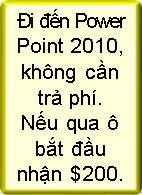 Đi đến Power
Point 2010,
không cần
trả phí.
Nếu qua ô
bắt đầu
nhận $200.